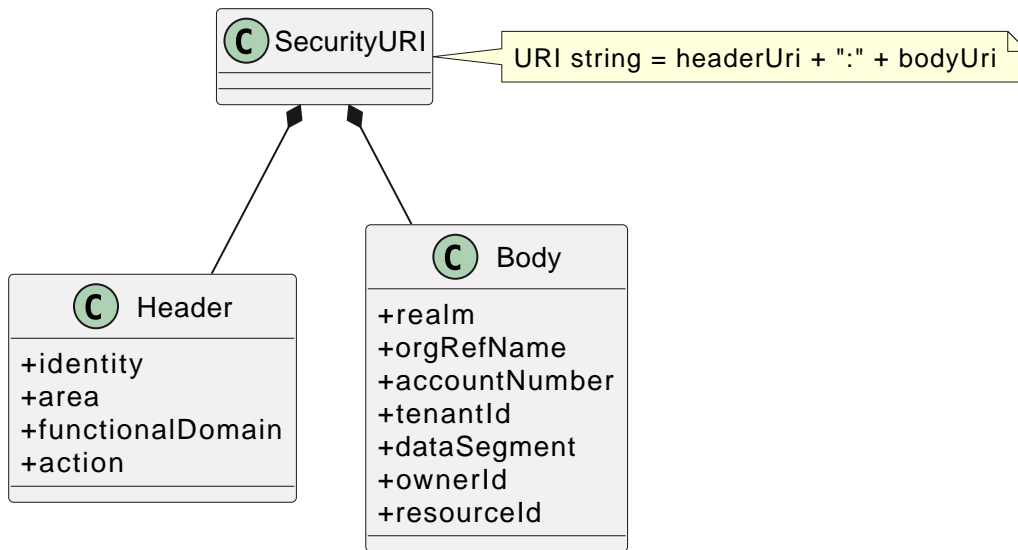 C SecurityURI
URI string = headerUri + ":" + bodyUri
C Header
+identity
+area
+functionalDomain
+action
C Body
+realm
+orgRefName
+accountNumber
+tenantId
+dataSegment
+ownerId
+resourceId